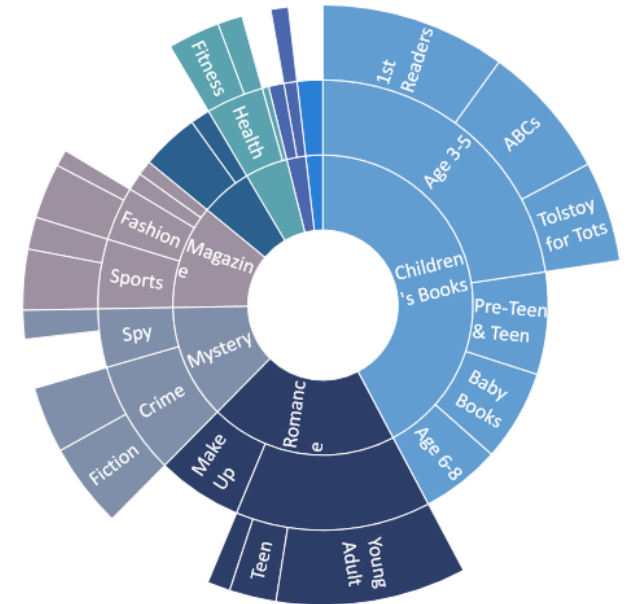 1st
Readers
ABCs
Tolstoy
for Tots
Age 3-5
Children
's Books
Pre-Teen
& Teen
Baby
Books
Age 6-8
Romanc
e
Make
Up
Young
Adult
Teen
Mystery
Crime
Fiction
Spy
Magazin
e
Sports
Fashion
Health
Fitness